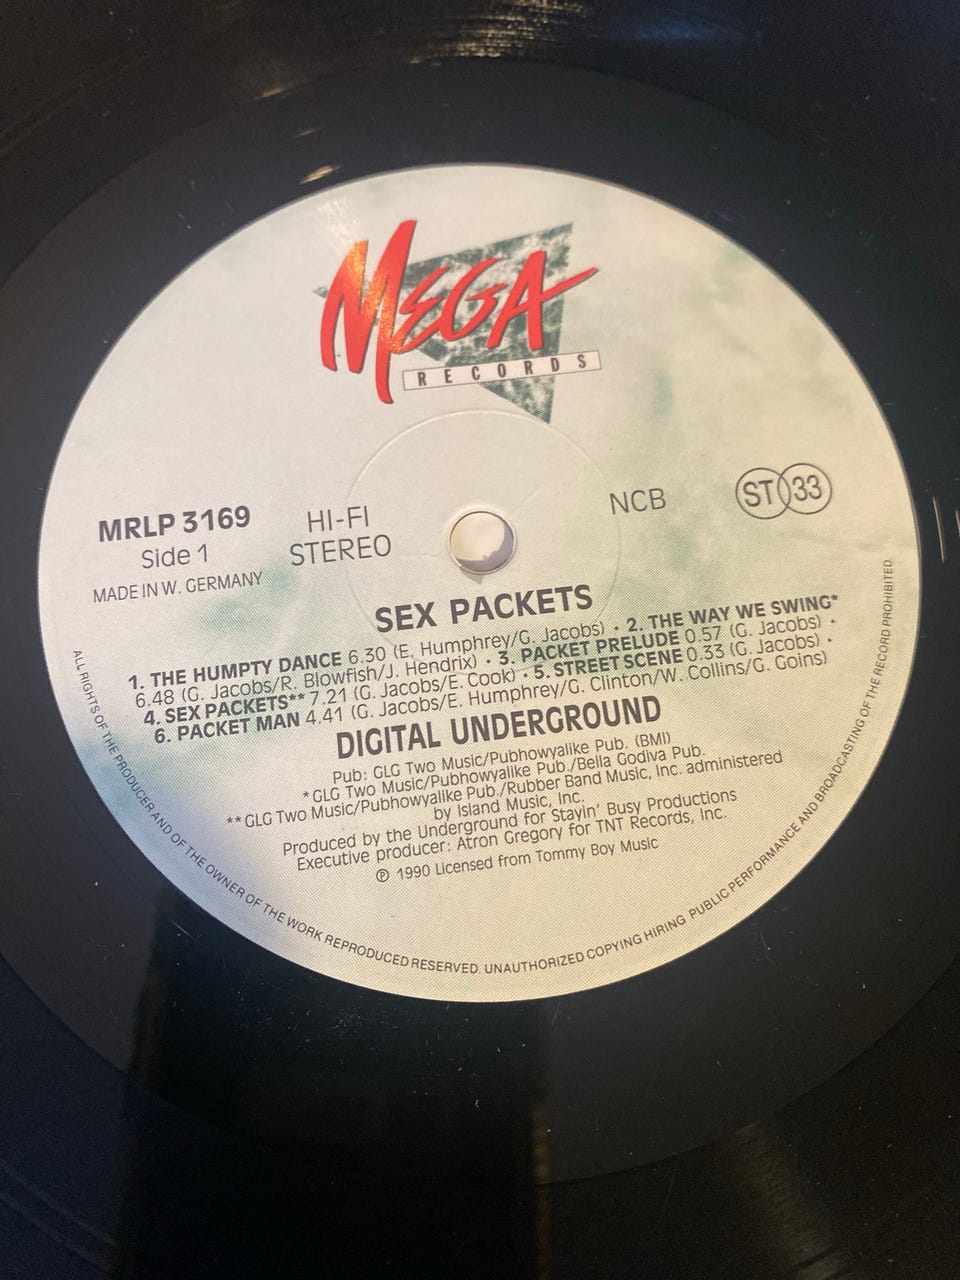 MEGA
RECORDS
MRLP 3169
Side 1
MADE IN W. GERMANY
HI-FI
STEREO
NCB
ST 33
SEX PACKETS
1. THE HUMPTY DANCE 6.30 (E. Humphrey/G. Jacobs) · 2. THE WAY WE SWING*
6.48 (G. Jacobs/R. Blowfish/J. Hendrix) · 3. PACKET PRELUDE 0.57 (G. Jacobs) ·
4. SEX PACKETS** 7.21 (G. Jacobs/E. Cook) · 5. STREET SCENE 0.33 (G. Jacobs) ·
6. PACKET MAN 4.41 (G. Jacobs/E. Humphrey/G. Clinton/W. Collins/G. Goins)
DIGITAL UNDERGROUND
Pub: GLG Two Music/Pubhowyalike Pub. (BMI)
* GLG Two Music/Pubhowyalike Pub./Bella Godiva Pub.
** GLG Two Music/Pubhowyalike Pub./Rubber Band Music, Inc. administered
by Island Music, Inc.
Produced by the Underground for Stayin' Busy Productions
Executive producer: Atron Gregory for TNT Records, Inc.
℗ 1990 Licensed from Tommy Boy Music
ALL RIGHTS OF THE PRODUCER AND OF THE OWNER OF THE WORK REPRODUCED RESERVED. UNAUTHORIZED COPYING HIRING PUBLIC PERFORMANCE AND BROADCASTING OF THE RECORD PROHIBITED.